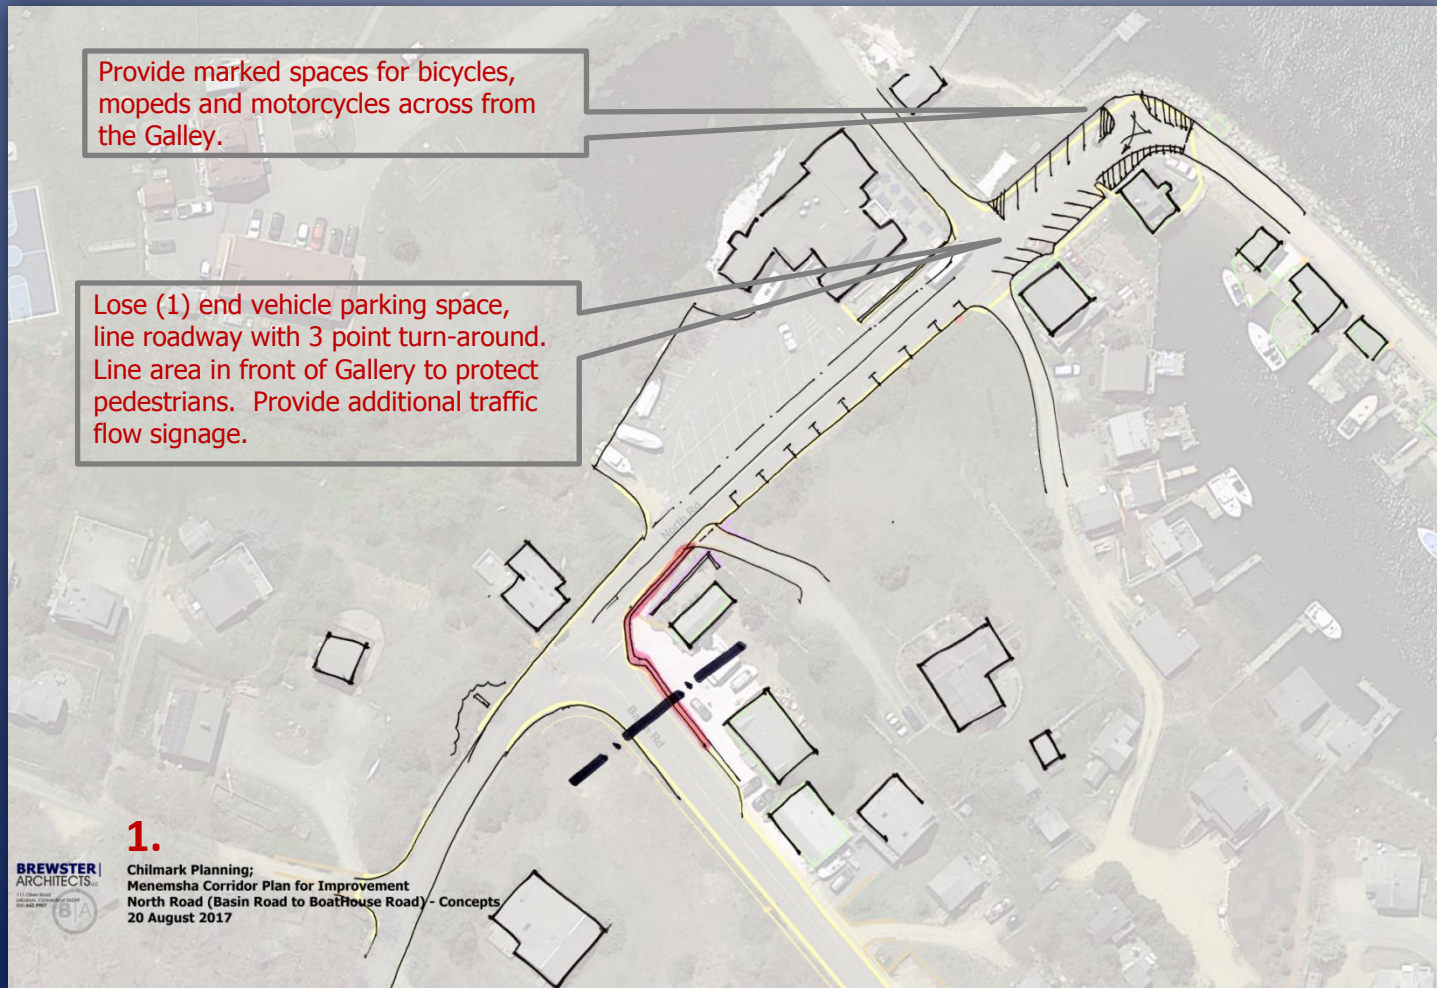 Provide marked spaces for bicycles,
mopeds and motorcycles across from
the Galley.
Lose (1) end vehicle parking space,
line roadway with 3 point turn-around.
Line area in front of Gallery to protect
pedestrians.  Provide additional traffic
flow signage.
North Rd
1.
BREWSTER|
ARCHITECTS
B|A
Chilmark Planning;
Menemsha Corridor Plan for Improvement
North Road (Basin Road to BoatHouse Road) - Concepts
20 August 2017